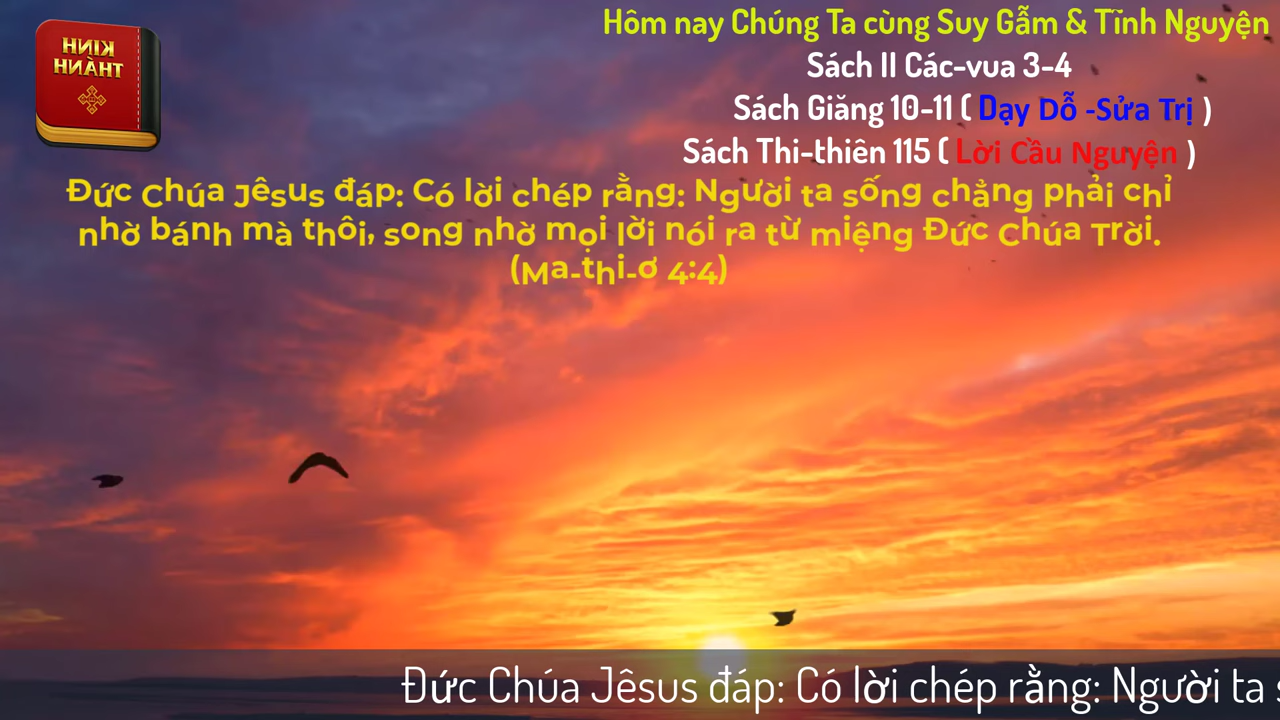 KINH
THÀNH
Hôm nay Chúng Ta cùng Suy Gẫm & Tĩnh Nguyện
Sách II Các-vua 3-4
Sách Giăng 10-11 ( Dạy Dỗ -Sửa Trị )
Sách Thi-thiên 115 ( Lời Cầu Nguyện )
Đức Chúa Jêsus đáp: Có lời chép rằng: Người ta sống chẳng phải chỉ
nhờ bánh mà thôi, song nhờ mọi lời nói ra từ miệng Đức Chúa Trời.
(Ma-thi-ơ 4:4)
Đức Chúa Jêsus đáp: Có lời chép rằng: Người ta